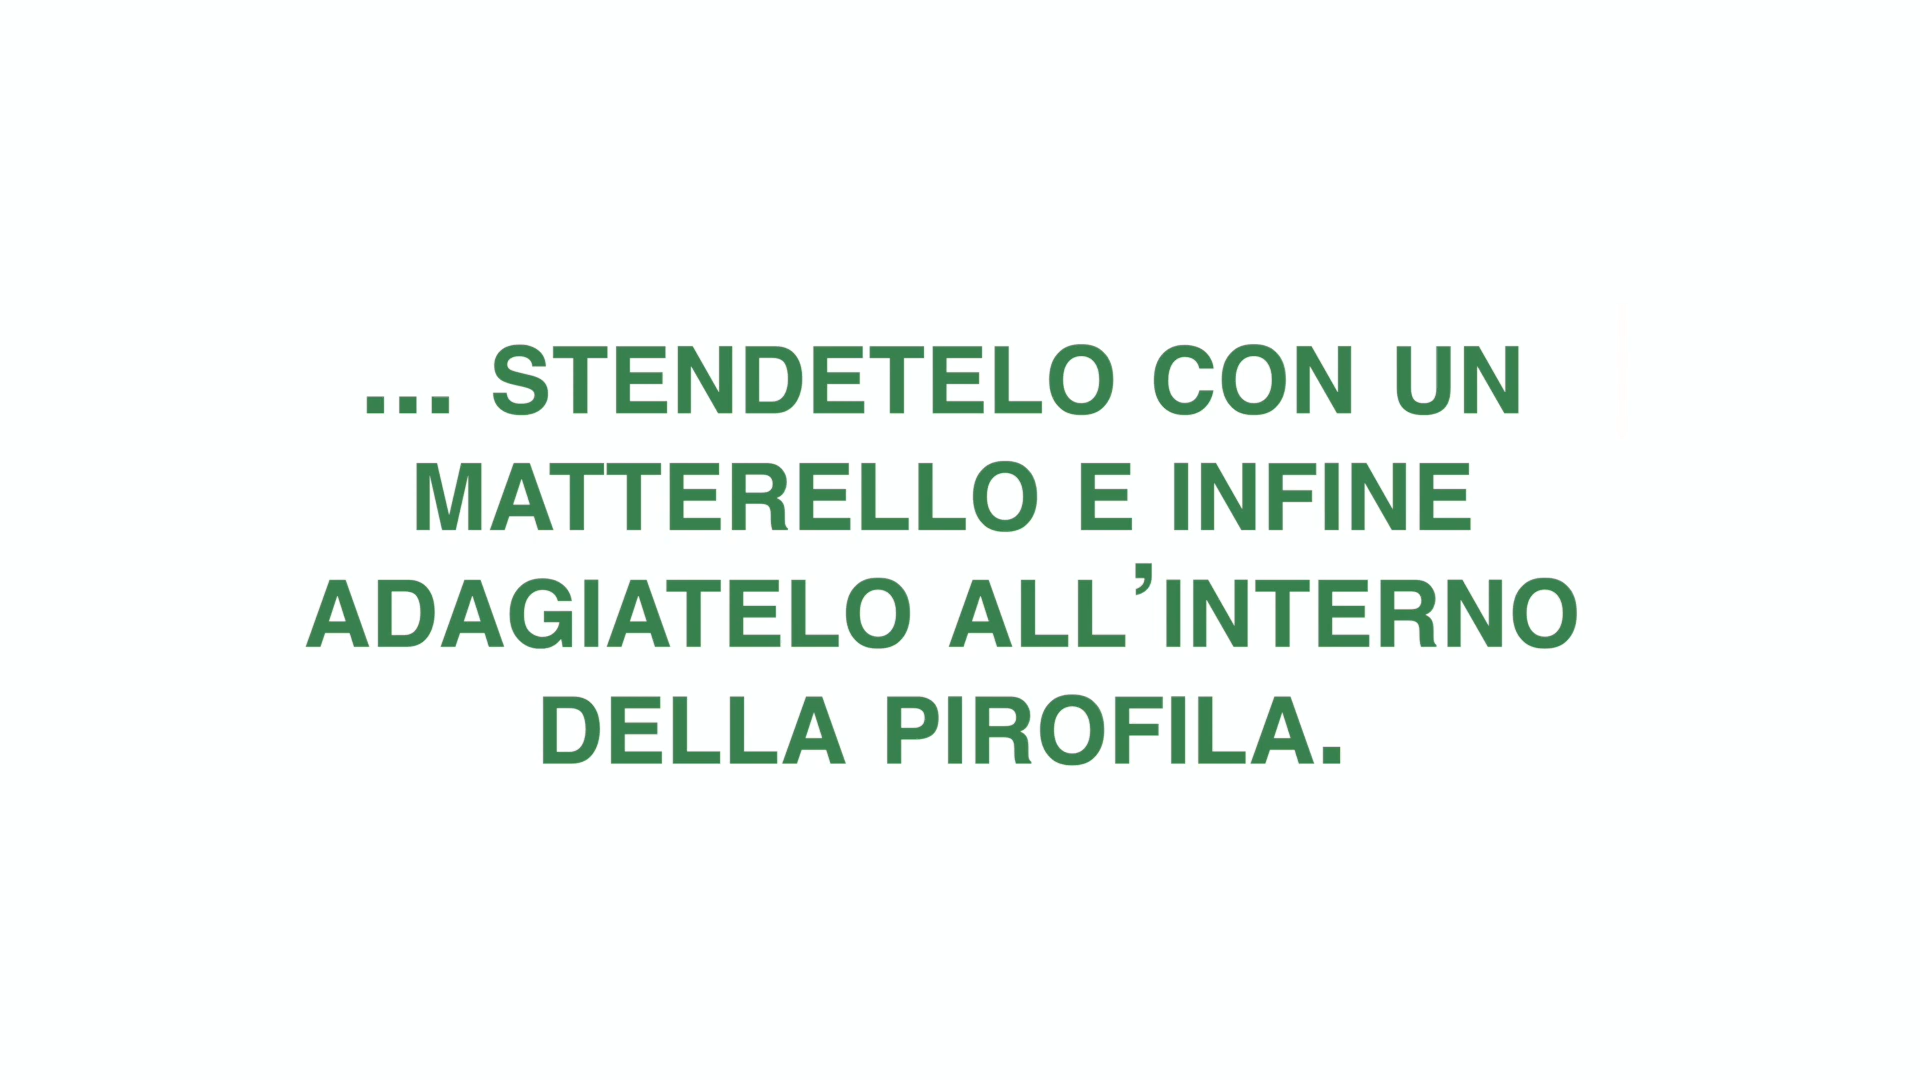 ... STENDETELO CON UN
MATTERELLO E INFINE
ADAGIATELO ALL’INTERNO
DELLA PIROFILA.